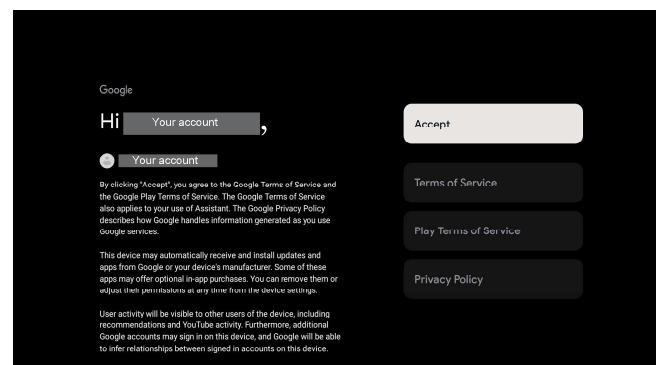 Google
Hi Your account ,
Your account
By clicking "Accept", you agree to the Google Terms of Service and
the Google Play Terms of Service. The Google Terms of Service
also applies to your use of Assistant. The Google Privacy Policy
describes how Google handles information generated as you use
Google services.
This device may automatically receive and install updates and
apps from Google or your device's manufacturer. Some of these
apps may offer optional in-app purchases. You can remove them or
adjust their permissions at any time from the device settings.
User activity will be visible to other users of the device, including
recommendations and YouTube activity. Furthermore, additional
Google accounts may sign in on this device, and Google will be able
to infer relationships between signed in accounts on this device.
Accept
Terms of Service
Play Terms of Service
Privacy Policy